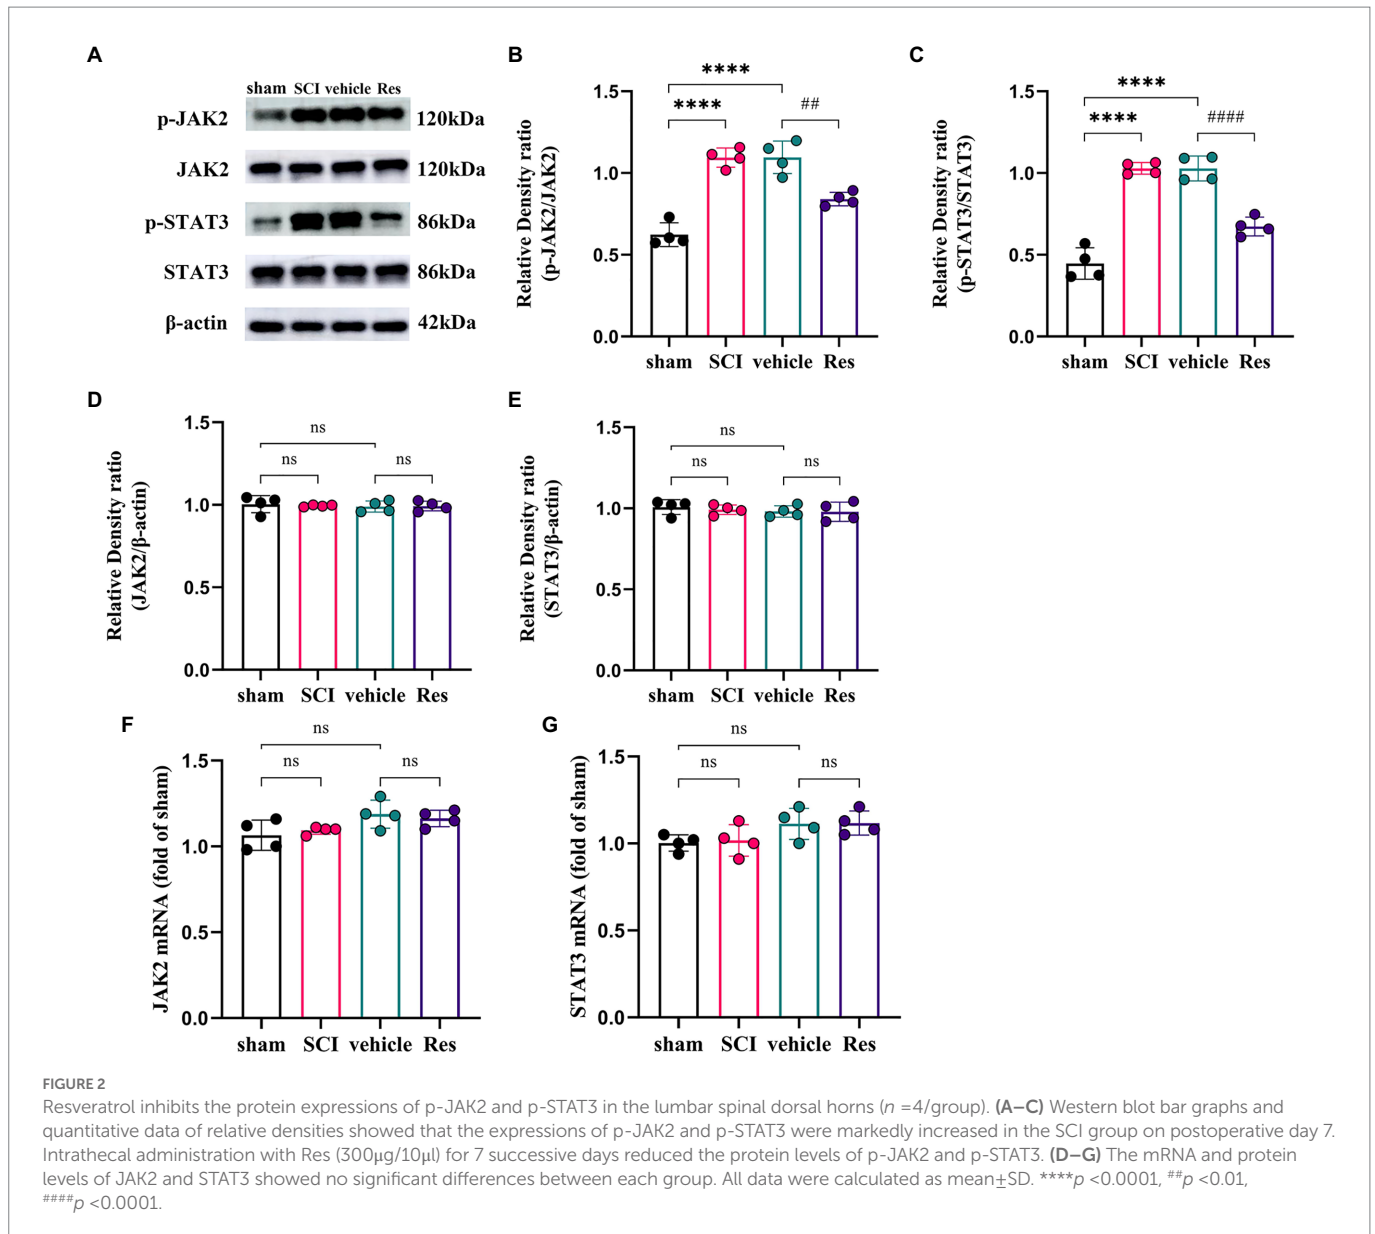 A
sham SCI vehicle Res
p-JAK2 120kDa
JAK2 120kDa
p-STAT3 86kDa
STAT3 86kDa
β-actin 42kDa
B
Relative Density ratio
(p-JAK2/JAK2)
1.5
1.0
0.5
0.0
****
****
##
sham SCI vehicle Res
C
Relative Density ratio
(p-STAT3/STAT3)
1.5
1.0
0.5
0.0
****
****
####
sham SCI vehicle Res
D
Relative Density ratio
(JAK2/β-actin)
1.5
1.0
0.5
0.0
ns
ns
ns
sham SCI vehicle Res
E
Relative Density ratio
(STAT3/β-actin)
1.5
1.0
0.5
0.0
ns
ns
ns
sham SCI vehicle Res
F
JAK2 mRNA (fold of sham)
1.5
1.0
0.5
0.0
ns
ns
ns
sham SCI vehicle Res
G
STAT3 mRNA (fold of sham)
1.5
1.0
0.5
0.0
ns
ns
ns
sham SCI vehicle Res
FIGURE 2
Resveratrol inhibits the protein expressions of p-JAK2 and p-STAT3 in the lumbar spinal dorsal horns (n =4/group). (A–C) Western blot bar graphs and
quantitative data of relative densities showed that the expressions of p-JAK2 and p-STAT3 were markedly increased in the SCI group on postoperative day 7.
Intrathecal administration with Res (300μg/10μl) for 7 successive days reduced the protein levels of p-JAK2 and p-STAT3. (D–G) The mRNA and protein
levels of JAK2 and STAT3 showed no significant differences between each group. All data were calculated as mean±SD. ****p <0.0001, ##p <0.01,
####p <0.0001.